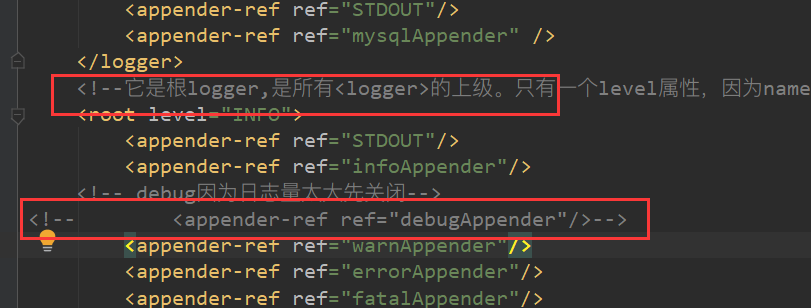 <appender-ref ref="STDOUT"/>
<appender-ref ref="mysqlAppender" />
</logger>
<!--它是根logger,是所有<logger>的上级。只有一个level属性，因为name
<root level="INFO">
<appender-ref ref="STDOUT"/>
<appender-ref ref="infoAppender"/>
<!-- debug因为日志量太大先关闭-->
<!-- <appender-ref ref="debugAppender"/>-->
<appender-ref ref="warnAppender"/>
<appender-ref ref="errorAppender"/>
<appender-ref ref="fatalAppender"/>